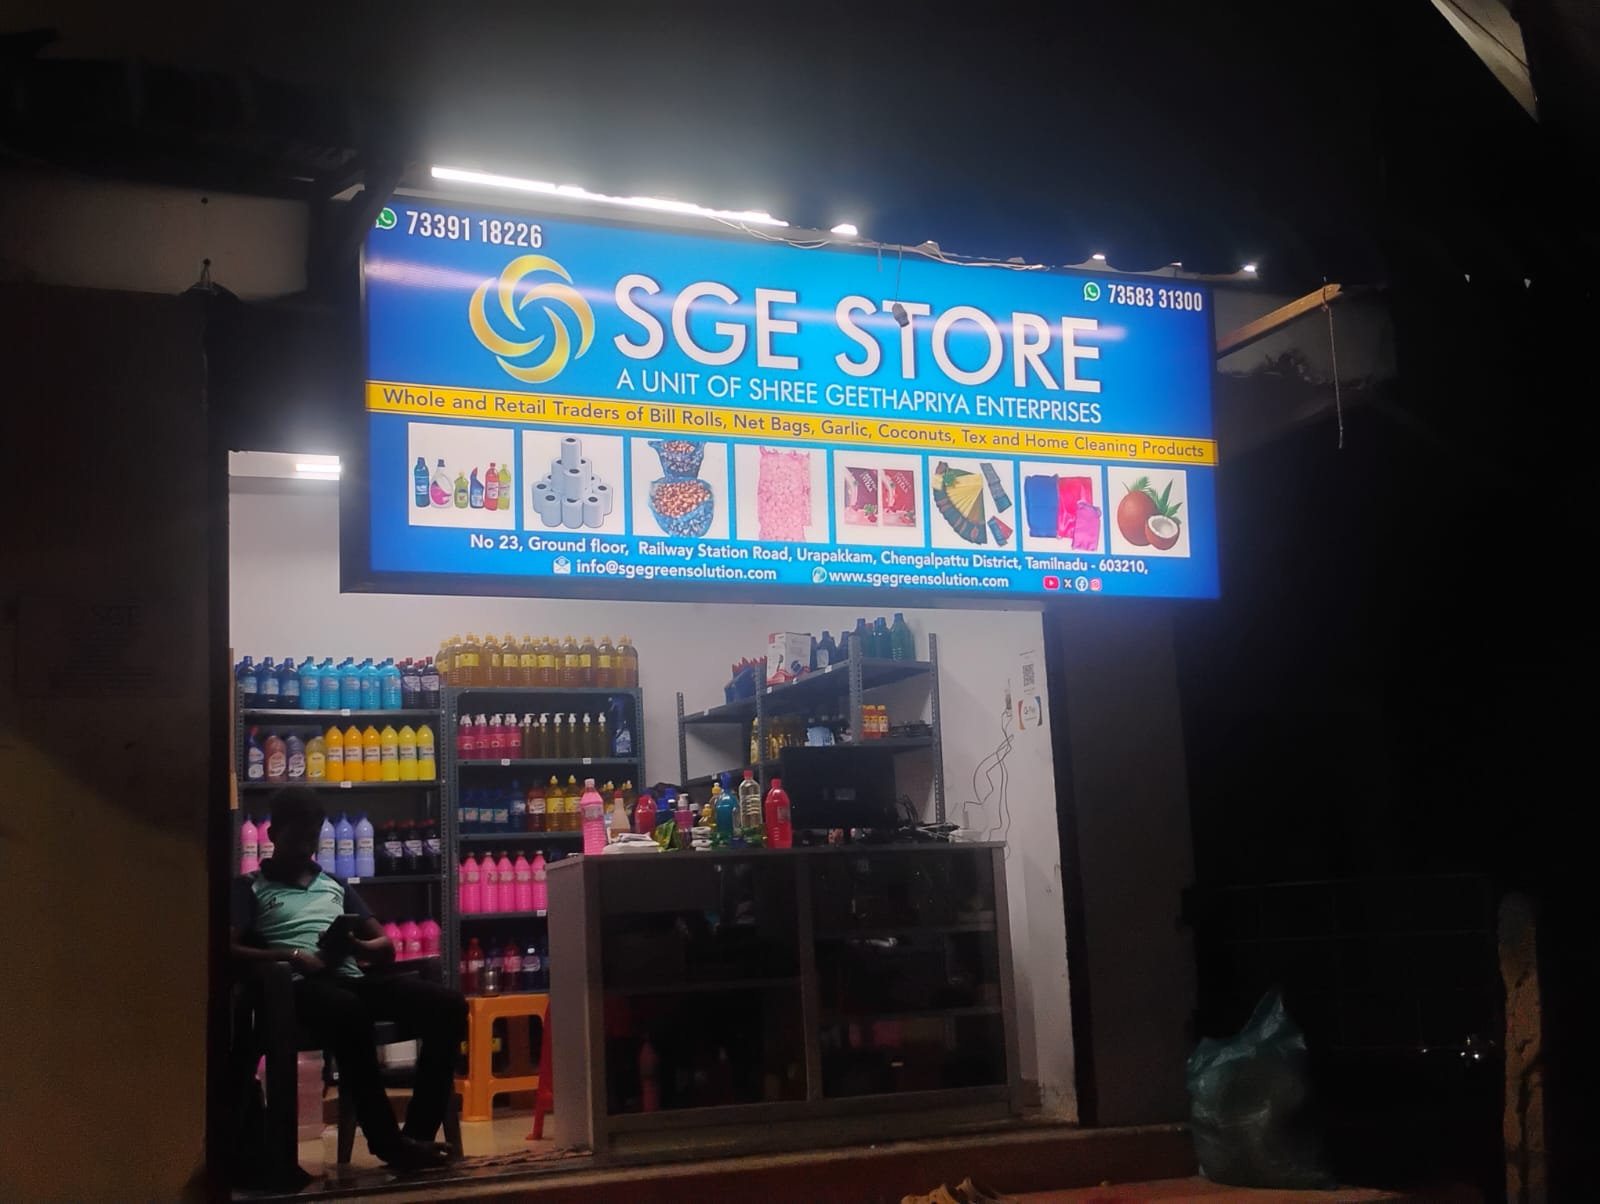 73391 18226
73583 31300
SGE STORE
A UNIT OF SHREE GEETHAPRIYA ENTERPRISES
Whole and Retail Traders of Bill Rolls, Net Bags, Garlic, Coconuts, Tex and Home Cleaning Products
No 23, Ground floor, Railway Station Road, Urapakkam, Chengalpattu District, Tamilnadu - 603210,
info@sgegreensolution.com www.sgegreensolution.com
SGE
G Pay